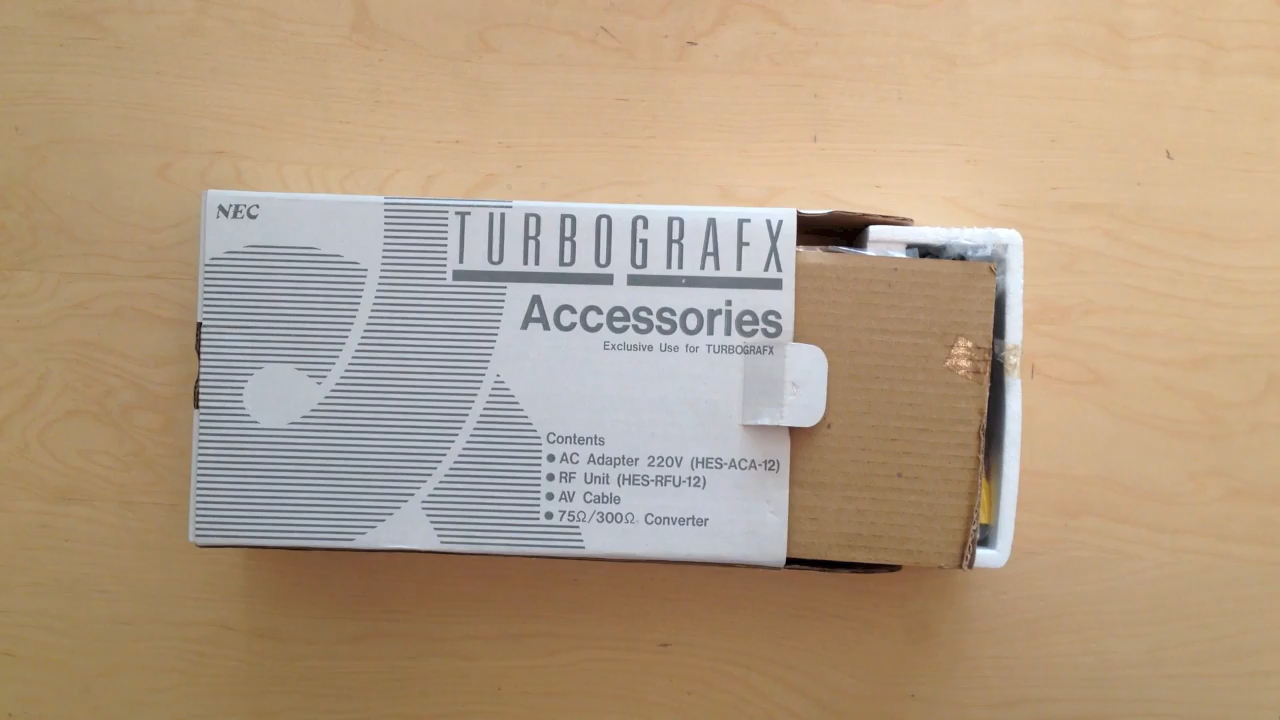 NEC
TURBOGRAFX
Accessories
Exclusive Use for TURBOGRAFX
Contents
● AC Adapter 220V (HES-ACA-12)
● RF Unit (HES-RFU-12)
● AV Cable
● 75Ω/300Ω Converter